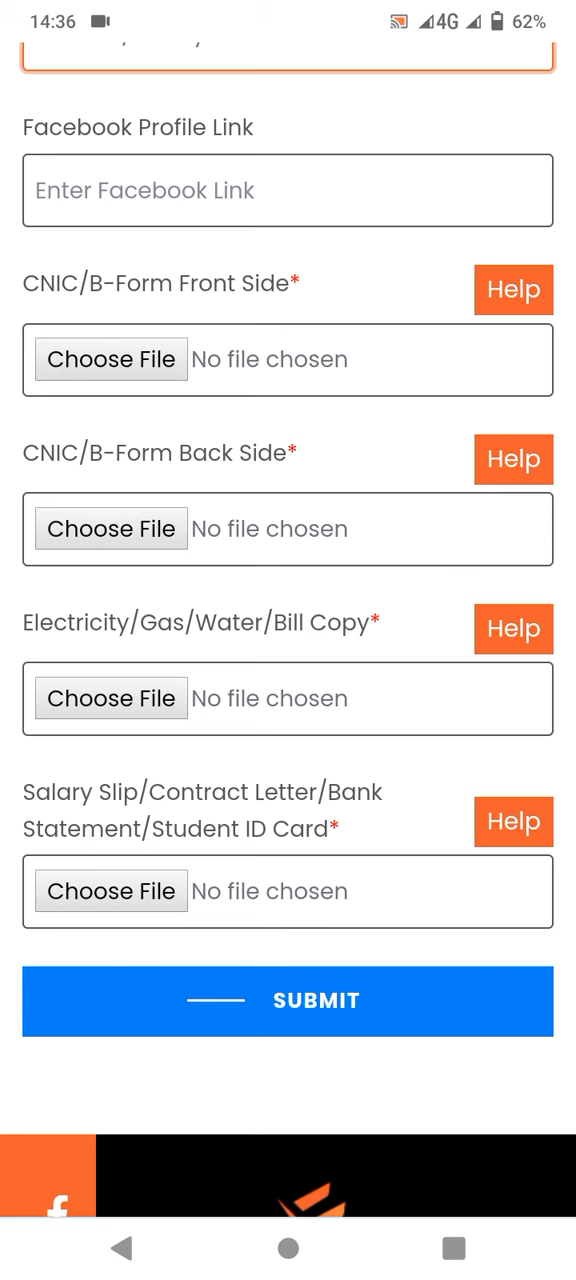 14:36 4G 62%
Facebook Profile Link
Enter Facebook Link
CNIC/B-Form Front Side*
Help
Choose File No file chosen
CNIC/B-Form Back Side*
Help
Choose File No file chosen
Electricity/Gas/Water/Bill Copy*
Help
Choose File No file chosen
Salary Slip/Contract Letter/Bank
Statement/Student ID Card*
Help
Choose File No file chosen
SUBMIT